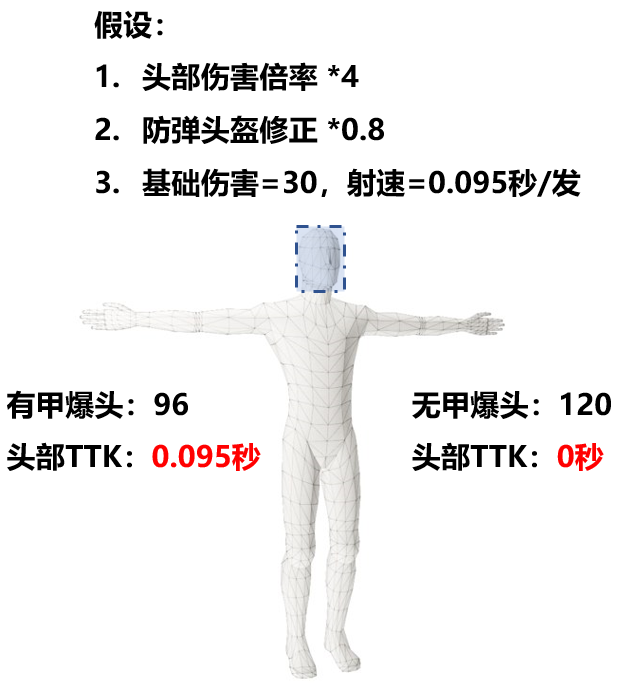 假设：
1. 头部伤害倍率 *4
2. 防弹头盔修正 *0.8
3. 基础伤害=30，射速=0.095秒/发
有甲爆头：96
头部TTK：0.095秒
无甲爆头：120
头部TTK：0秒